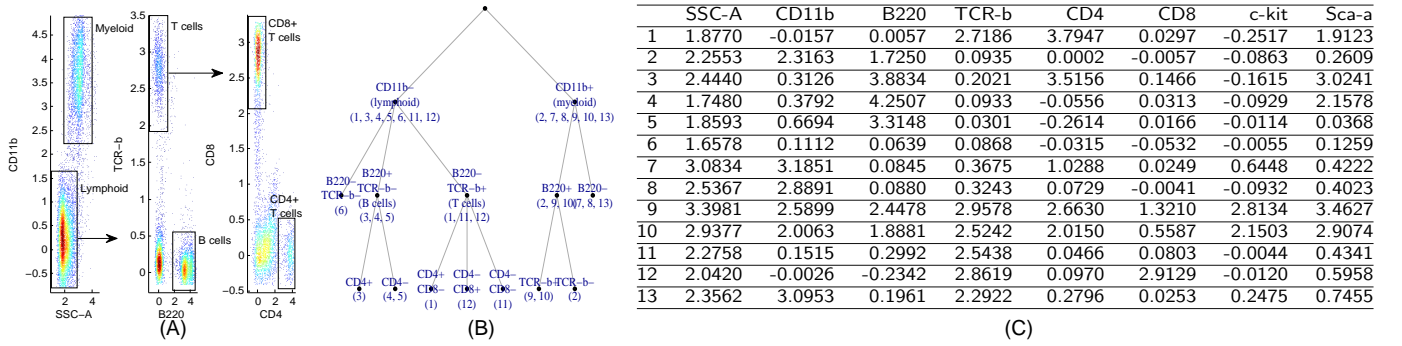 4.5
4
3.5
3
2.5
2
1.5
1
0.5
0
−0.5
CD11b
Myeloid
Lymphoid
2 4
SSC−A
3.5
3
2.5
2
1.5
1
0.5
0
TCR−b
T cells
B cells
0 2 4
B220
(A)
3.5
3
2.5
2
1.5
1
0.5
0
−0.5
CD8
CD8+
T cells
CD4+
T cells
0 2 4
CD4
CD11b−
(lymphoid)
(1, 3, 4, 5, 6, 11, 12)
CD11b+
(myeloid)
(2, 7, 8, 9, 10, 13)
B220−
TCR−b−
(6)
B220+
TCR−b−
(B cells)
(3, 4, 5)
B220−
TCR−b+
(T cells)
(1, 11, 12)
B220+
(2, 9, 10)
B220−
(7, 8, 13)
CD4+
(3)
CD4−
(4, 5)
CD4+
CD8−
(1)
CD4−
CD8+
(12)
CD4−
CD8−
(11)
TCR−b+
(9, 10)
TCR−b−
(2)
(B)
SSC-A CD11b B220 TCR-b CD4 CD8 c-kit Sca-a
1 1.8770 -0.0157 0.0057 2.7186 3.7947 0.0297 -0.2517 1.9123
2 2.2553 2.3163 1.7250 0.0935 0.0002 -0.0057 -0.0863 0.2609
3 2.4440 0.3126 3.8834 0.2021 3.5156 0.1466 -0.1615 3.0241
4 1.7480 0.3792 4.2507 0.0933 -0.0556 0.0313 -0.0929 2.1578
5 1.8593 0.6694 3.3148 0.0301 -0.2614 0.0166 -0.0114 0.0368
6 1.6578 0.1112 0.0639 0.0868 -0.0315 -0.0532 -0.0055 0.1259
7 3.0834 3.1851 0.0845 0.3675 1.0288 0.0249 0.6448 0.4222
8 2.5367 2.8891 0.0880 0.3243 0.0729 -0.0041 -0.0932 0.4023
9 3.3981 2.5899 2.4478 2.9578 2.6630 1.3210 2.8134 3.4627
10 2.9377 2.0063 1.8881 2.5242 2.0150 0.5587 2.1503 2.9074
11 2.2758 0.1515 0.2992 2.5438 0.0466 0.0803 -0.0044 0.4341
12 2.0420 -0.0026 -0.2342 2.8619 0.0970 2.9129 -0.0120 0.5958
13 2.3562 3.0953 0.1961 2.2922 0.2796 0.0253 0.2475 0.7455
(C)